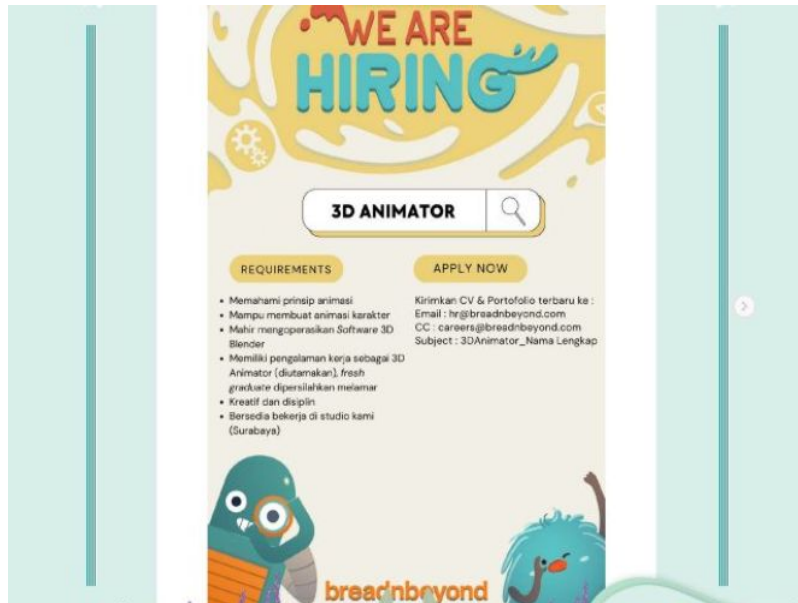 WE ARE
HIRING
3D ANIMATOR
REQUIREMENTS
• Memahami prinsip animasi
• Mampu membuat animasi karakter
• Mahir mengoperasikan Software 3D
Blender
• Memiliki pengalaman kerja sebagai 3D
Animator (diutamakan), fresh
graduate dipersilahkan melamar
• Kreatif dan disiplin
• Bersedia bekerja di studio kami
(Surabaya)
APPLY NOW
Kirimkan CV & Portofolio terbaru ke :
Email : hr@breadnbeyond.com
CC : careers@breadnbeyond.com
Subject : 3DAnimator_Nama Lengkap
breadnbeyond